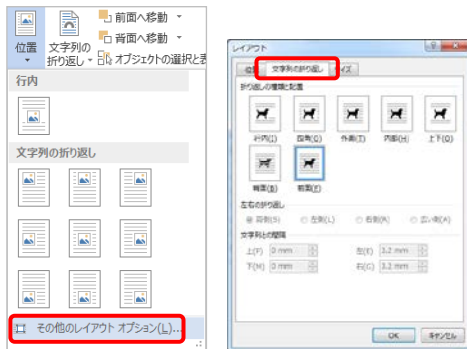 前面へ移動
背面へ移動
位置
文字列の
折り返し
オブジェクトの選択と表
行内
文字列の折り返し
その他のレイアウト オプション(L)...
レイアウト
文字列の折り返し
折り返しの種類と配置
行内(I)
四角(Q)
外周(T)
内部(H)
上下(O)
背面(B)
前面(F)
左右の折り返し
両側(S)
左側(L)
右側(R)
広い側(A)
文字列との間隔
上(P) 0 mm
左(E) 3.2 mm
下(M) 0 mm
右(G) 3.2 mm
OK
キャンセル